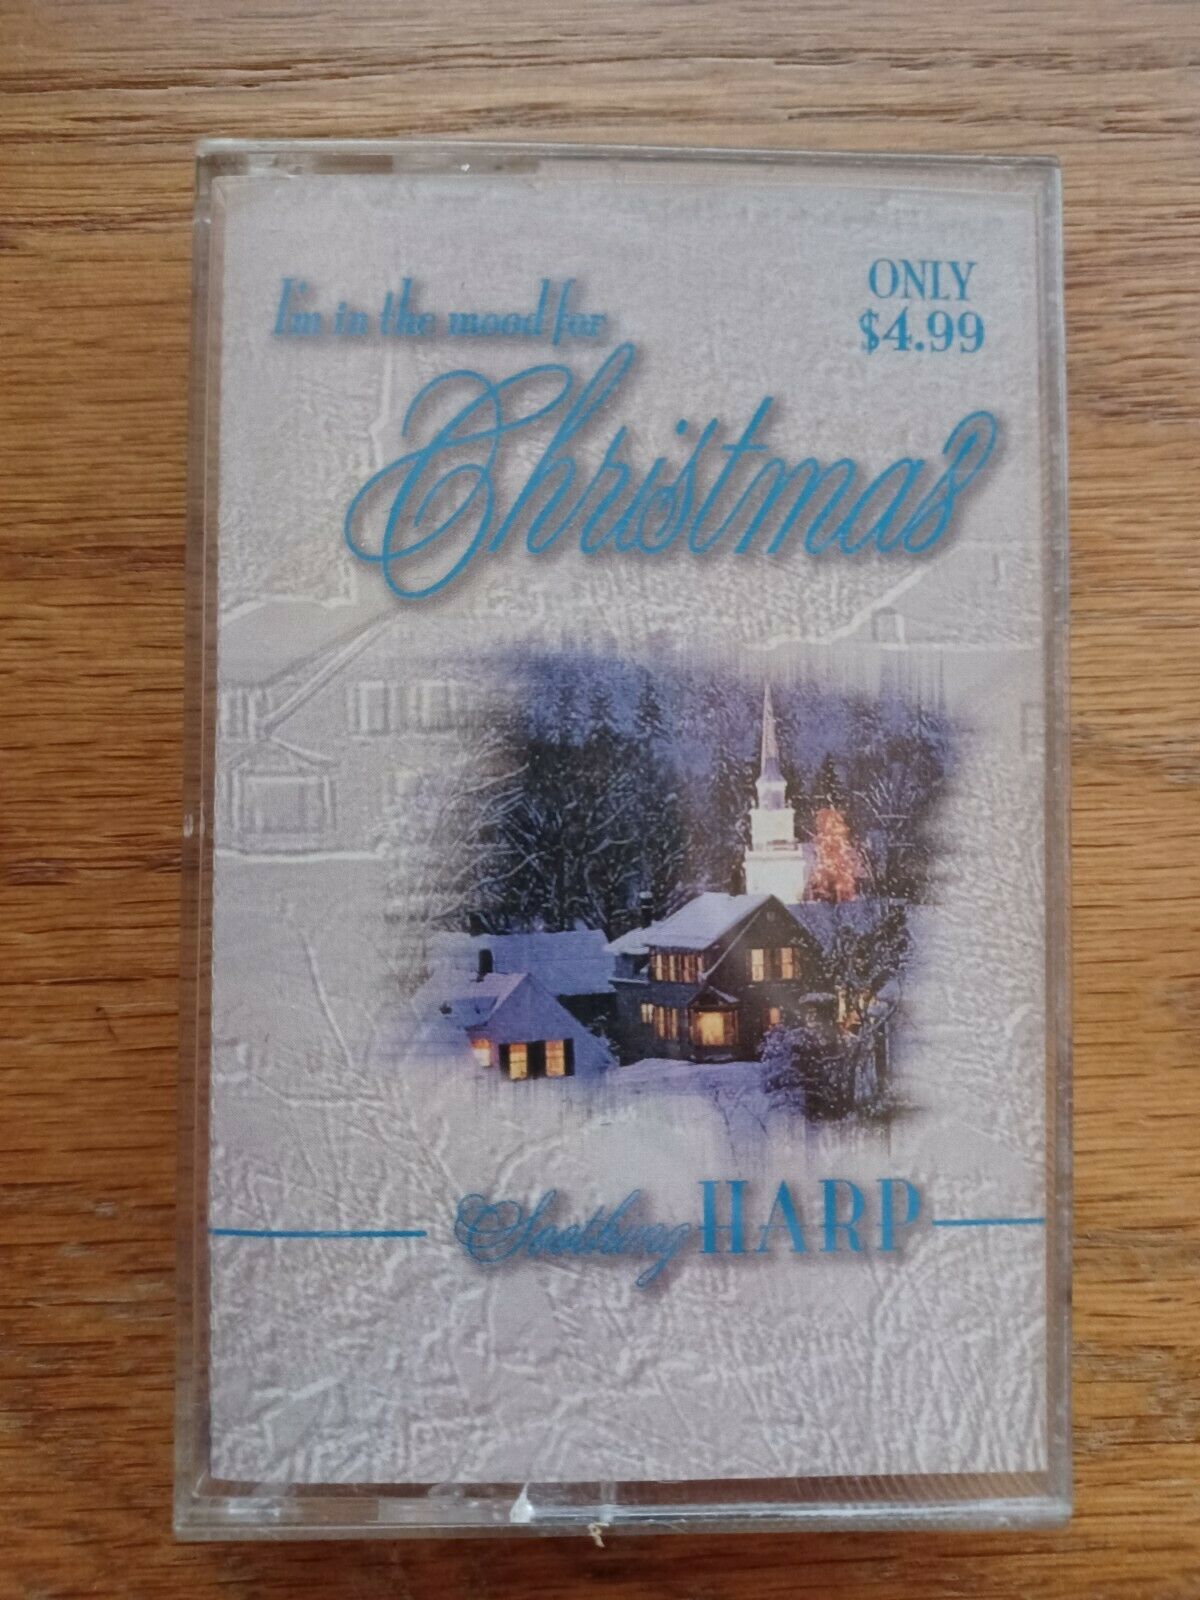 I'm in the mood for
ONLY
$4.99
Christmas
Soothing HARP